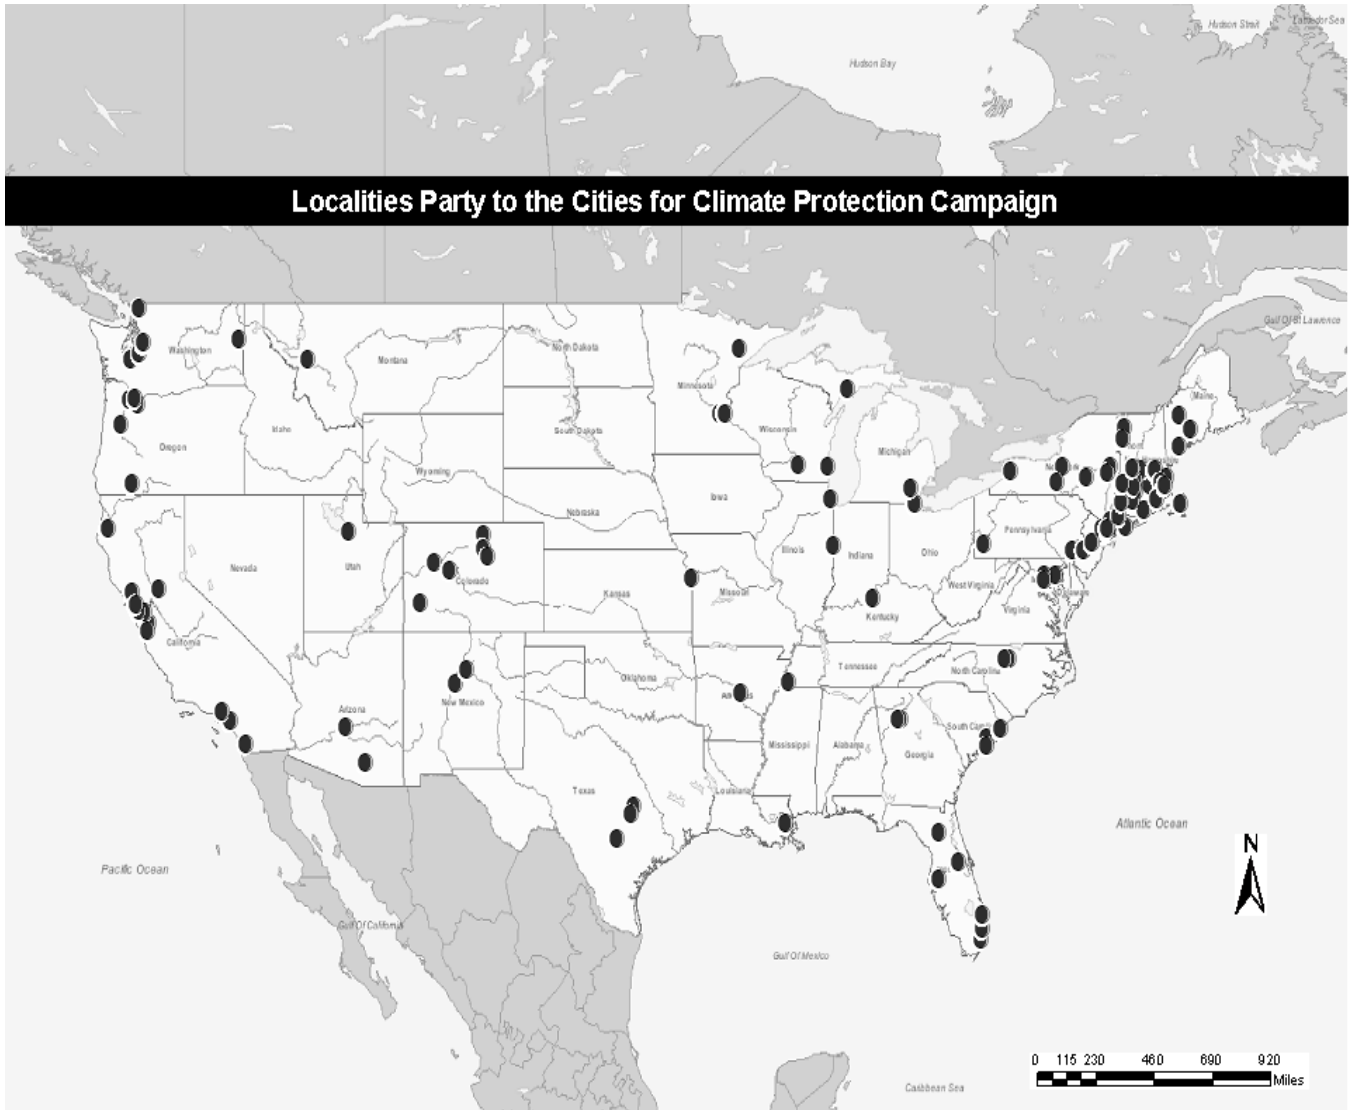 Hudson Strait
Labrador Sea
Hudson Bay
Localities Party to the Cities for Climate Protection Campaign
Gulf Of St Lawrence
Washington
Montana
North Dakota
Minnesota
Maine
Oregon
Idaho
South Dakota
Wisconsin
Michigan
Wyoming
Iowa
Nebraska
Pennsylvania
Nevada
Utah
Colorado
Illinois
Indiana
Ohio
Kansas
Missouri
West Virginia
Delaware
Virginia
Kentucky
California
Tennessee
North Carolina
Oklahoma
Arizona
New Mexico
South Car
Mississippi
Alabama
Georgia
Texas
Louisiana
Atlantic Ocean
N
Pacific Ocean
Gulf Of California
Gulf Of Mexico
0 115 230 460 690 920
Miles
Caribbean Sea